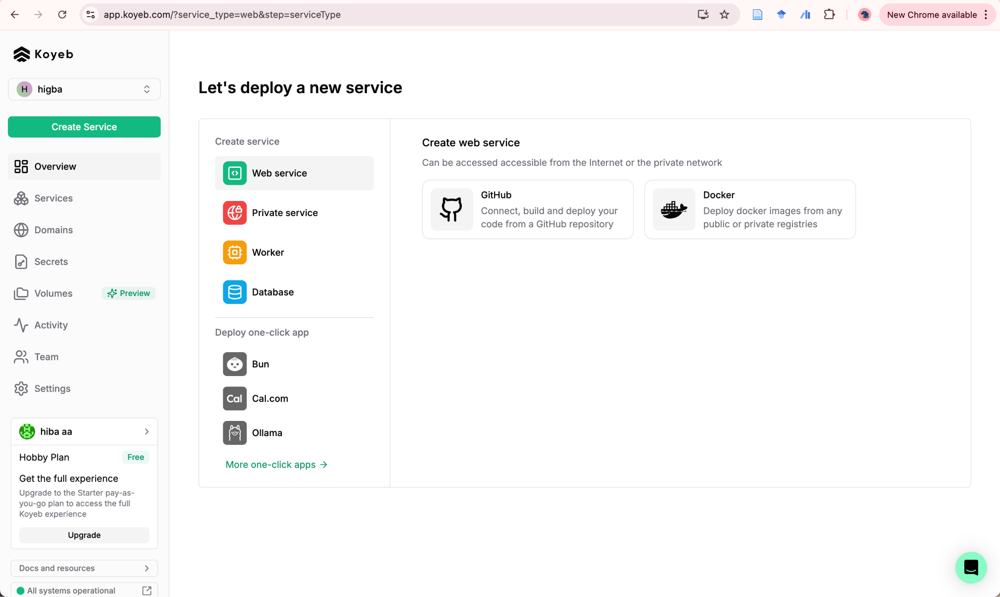 app.koyeb.com/?service_type=web&step=serviceType
New Chrome available
Koyeb
H higba
Create Service
Overview
Services
Domains
Secrets
Volumes Preview
Activity
Team
Settings
hiba aa
Hobby Plan Free
Get the full experience
Upgrade to the Starter pay-as-
you-go plan to access the full
Koyeb experience
Upgrade
Docs and resources
All systems operational
Let's deploy a new service
Create service
Web service
Private service
Worker
Database
Deploy one-click app
Bun
Cal Cal.com
Ollama
More one-click apps →
Create web service
Can be accessed accessible from the Internet or the private network
GitHub
Connect, build and deploy your
code from a GitHub repository
Docker
Deploy docker images from any
public or private registries